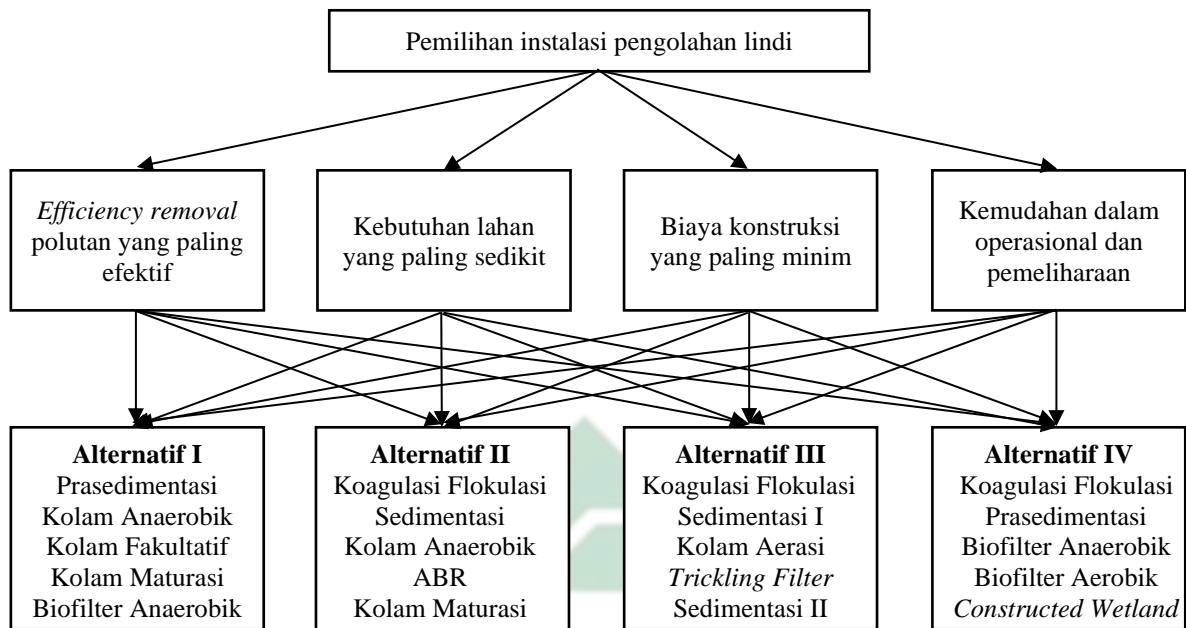 Pemilihan instalasi pengolahan lindi
Efficiency removal
polutan yang paling
efektif
Kebutuhan lahan
yang paling sedikit
Biaya konstruksi
yang paling minim
Kemudahan dalam
operasional dan
pemeliharaan
Alternatif I
Prasedimentasi
Kolam Anaerobik
Kolam Fakultatif
Kolam Maturasi
Biofilter Anaerobik
Alternatif II
Koagulasi Flokulasi
Sedimentasi
Kolam Anaerobik
ABR
Kolam Maturasi
Alternatif III
Koagulasi Flokulasi
Sedimentasi I
Kolam Aerasi
Trickling Filter
Sedimentasi II
Alternatif IV
Koagulasi Flokulasi
Prasedimentasi
Biofilter Anaerobik
Biofilter Aerobik
Constructed Wetland